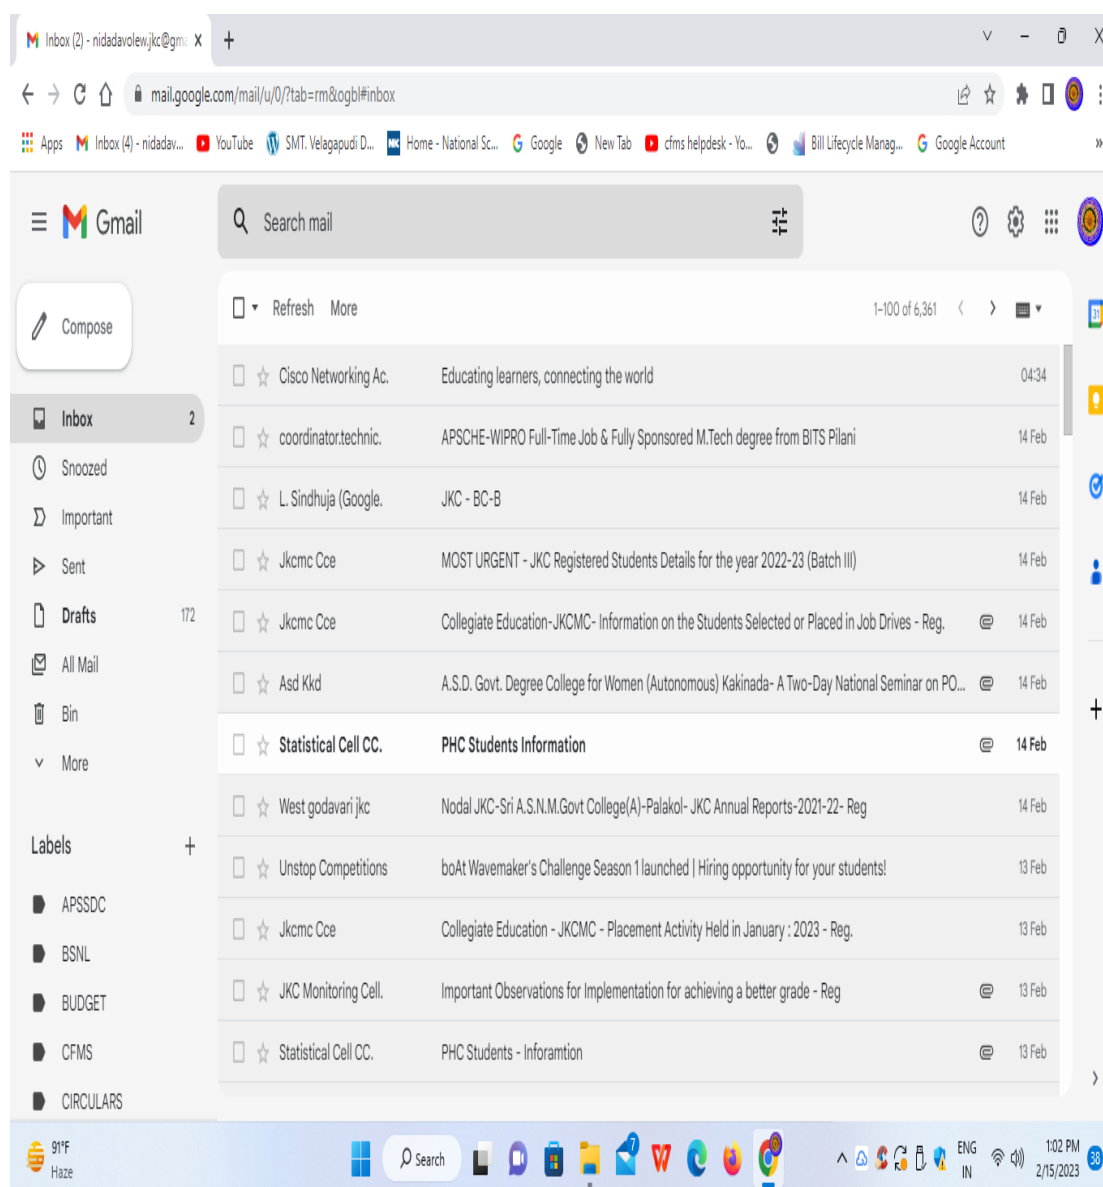 Inbox (2) - nidadavolew.jkc@gm
mail.google.com/mail/u/0/?tab=rm&ogbl#inbox
Apps Inbox (4) - nidadav... YouTube SMT. Velagapudi D... NK Home - National Sc... Google New Tab cfms helpdesk - Yo... Bill Lifecycle Manag... Google Account »
Gmail Search mail
Compose
Refresh More 1–100 of 6,361
Inbox 2
Snoozed
Important
Sent
Drafts 172
All Mail
Bin
More
Labels +
APSSDC
BSNL
BUDGET
CFMS
CIRCULARS
Cisco Networking Ac. Educating learners, connecting the world 04:34
coordinator.technic. APSCHE-WIPRO Full-Time Job & Fully Sponsored M.Tech degree from BITS Pilani 14 Feb
L. Sindhuja (Google. JKC - BC-B 14 Feb
Jkcmc Cce MOST URGENT - JKC Registered Students Details for the year 2022-23 (Batch III) 14 Feb
Jkcmc Cce Collegiate Education-JKCMC- Information on the Students Selected or Placed in Job Drives - Reg. 14 Feb
Asd Kkd A.S.D. Govt. Degree College for Women (Autonomous) Kakinada- A Two-Day National Seminar on PO... 14 Feb
Statistical Cell CC. PHC Students Information 14 Feb
West godavari jkc Nodal JKC-Sri A.S.N.M.Govt College(A)-Palakol- JKC Annual Reports-2021-22- Reg 14 Feb
Unstop Competitions boAt Wavemaker's Challenge Season 1 launched | Hiring opportunity for your students! 13 Feb
Jkcmc Cce Collegiate Education - JKCMC - Placement Activity Held in January : 2023 - Reg. 13 Feb
JKC Monitoring Cell. Important Observations for Implementation for achieving a better grade - Reg 13 Feb
Statistical Cell CC. PHC Students - Inforamtion 13 Feb
31
91°F
Haze
Search
7
ENG
IN
1:02 PM
2/15/2023
38